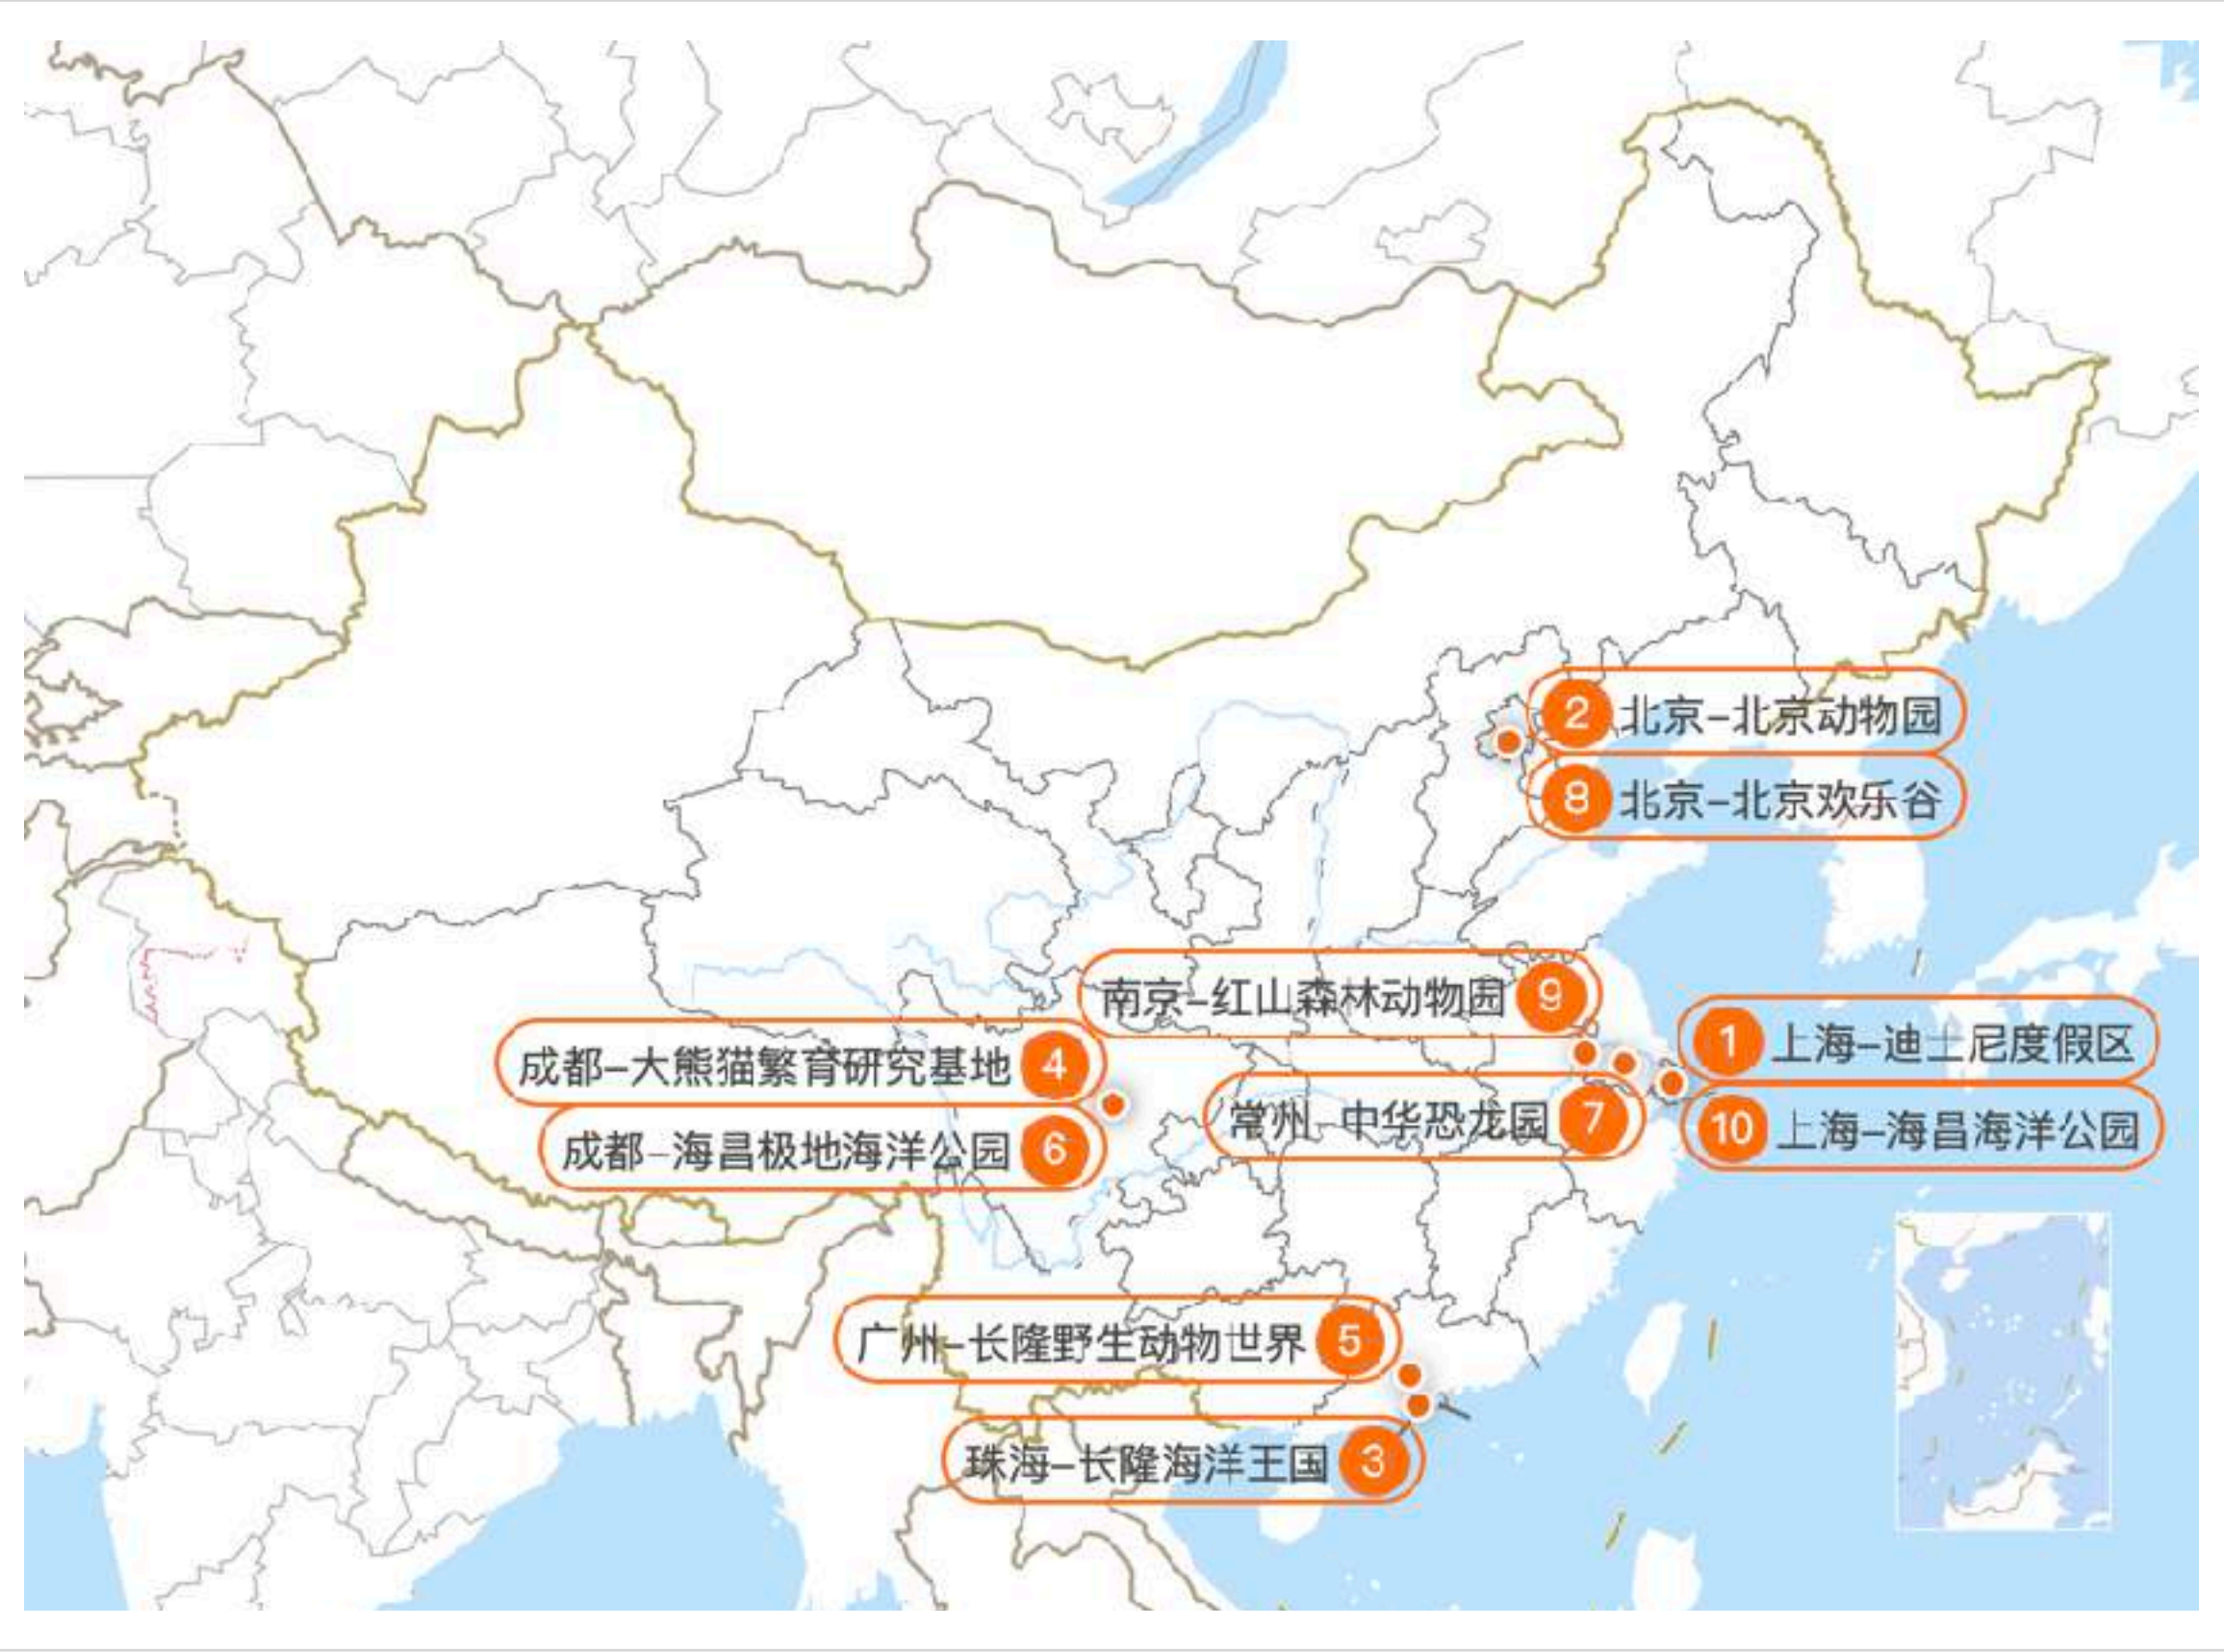 2 北京-北京动物园
8 北京-北京欢乐谷
南京-红山森林动物园 9
1 上海-迪士尼度假区
成都-大熊猫繁育研究基地 4
常州-中华恐龙园 7
10 上海-海昌海洋公园
成都-海昌极地海洋公园 6
广州-长隆野生动物世界 5
珠海-长隆海洋王国 3